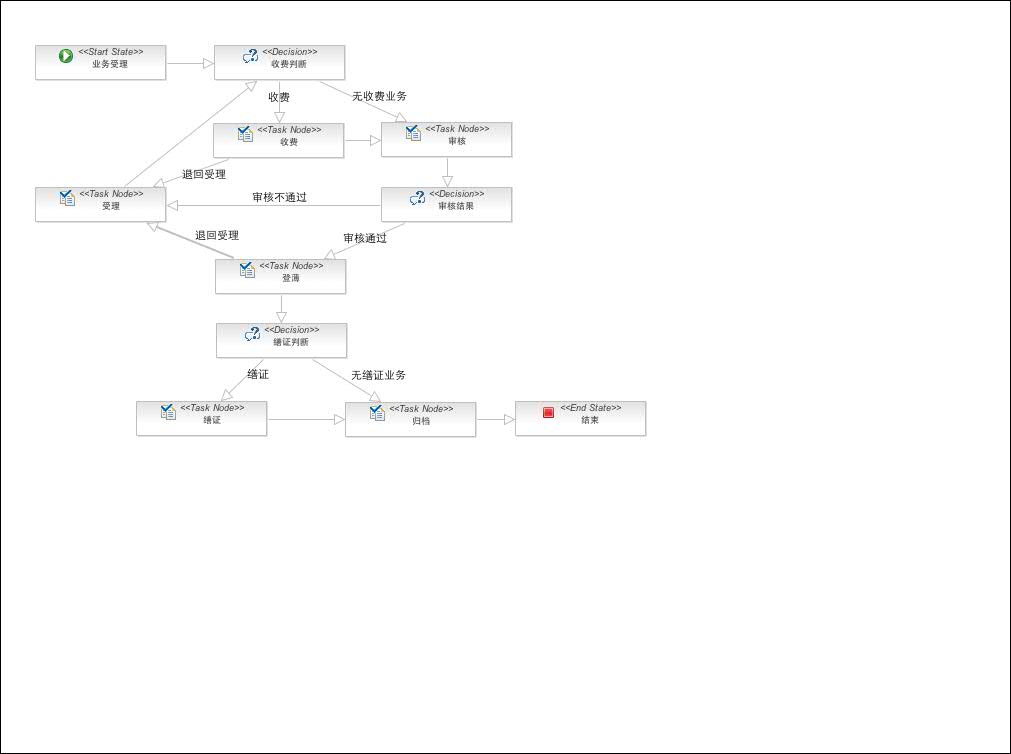 <<Start State>>
业务受理
<<Decision>>
收费判断
收费
无收费业务
<<Task Node>>
收费
<<Task Node>>
审核
退回受理
<<Task Node>>
受理
审核不通过
<<Decision>>
审核结果
退回受理
审核通过
<<Task Node>>
登薄
<<Decision>>
缮证判断
缮证
无缮证业务
<<Task Node>>
缮证
<<Task Node>>
归档
<<End State>>
结束